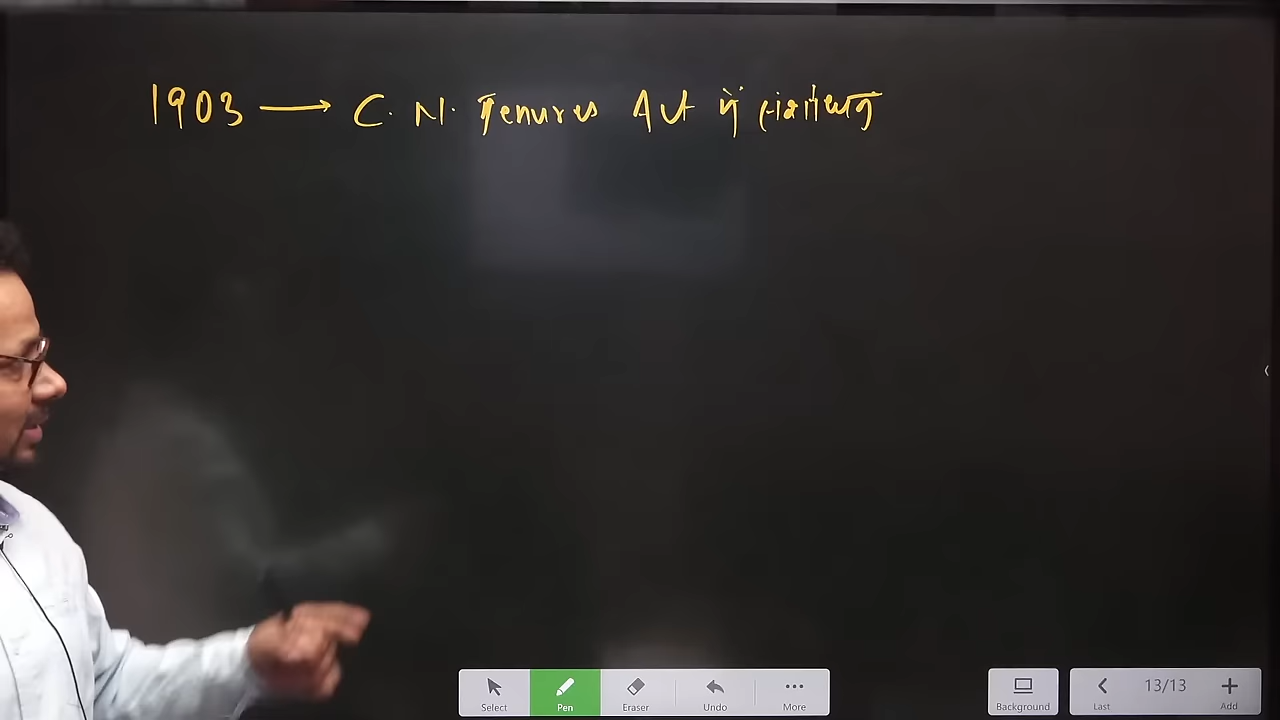 1903 → C. N. Tenures Act में संशोधन
Select
Pen
Eraser
Undo
More
Background
Last
13/13
Add